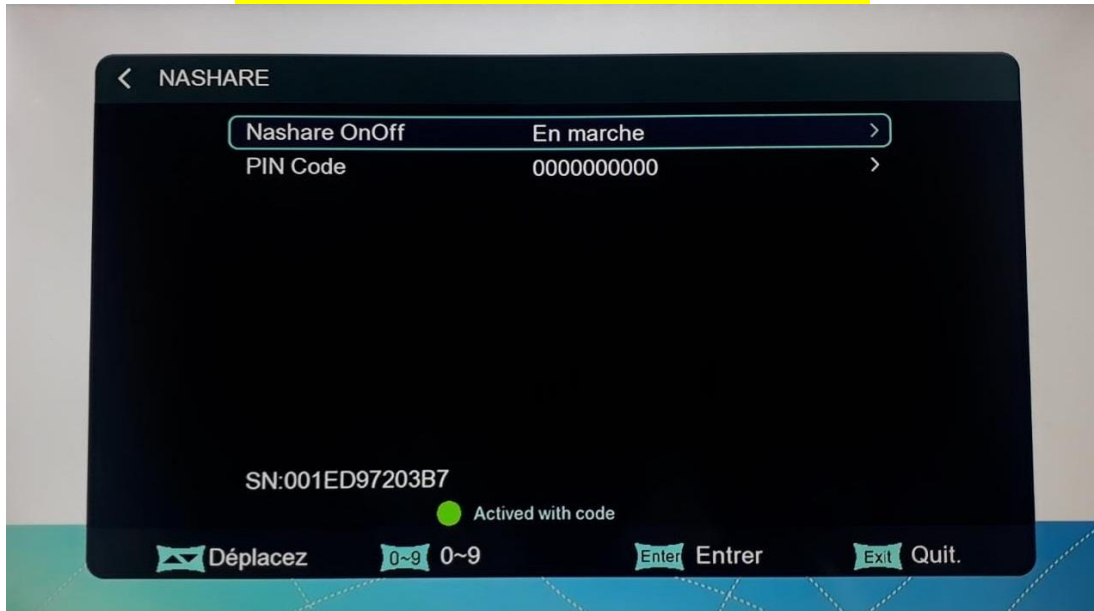 < NASHARE
Nashare OnOff En marche >
PIN Code 0000000000 >
SN:001ED97203B7
Actived with code
Déplacez 0~9 0~9 Enter Entrer Exit Quit.